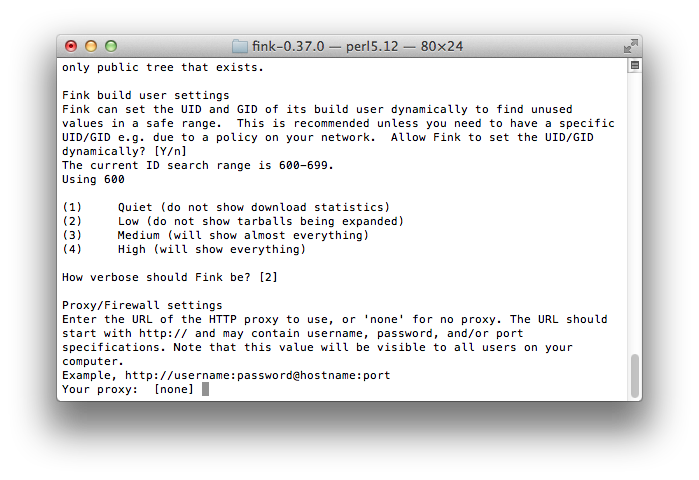 fink-0.37.0 — perl5.12 — 80×24
only public tree that exists.
Fink build user settings
Fink can set the UID and GID of its build user dynamically to find unused
values in a safe range.  This is recommended unless you need to have a specific
UID/GID e.g. due to a policy on your network.  Allow Fink to set the UID/GID
dynamically? [Y/n]
The current ID search range is 600-699.
Using 600
(1)     Quiet (do not show download statistics)
(2)     Low (do not show tarballs being expanded)
(3)     Medium (will show almost everything)
(4)     High (will show everything)
How verbose should Fink be? [2]
Proxy/Firewall settings
Enter the URL of the HTTP proxy to use, or 'none' for no proxy. The URL should
start with http:// and may contain username, password, and/or port
specifications. Note that this value will be visible to all users on your
computer.
Example, http://username:password@hostname:port
Your proxy:  [none]